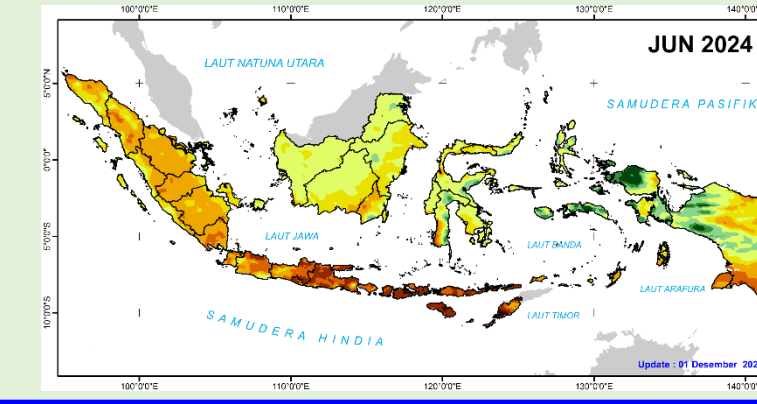 100°0'0"E 110°0'0"E 120°0'0"E 130°0'0"E 140°0'0
JUN 2024
LAUT NATUNA UTARA
5°0'0"N
SAMUDERA PASIFIK
0°0'0"
LAUT JAWA
5°0'0"S
LAUT BANDA
LAUT ARAFURA
10°0'0"S
SAMUDERA HINDIA
LAUT TIMOR
Update : 01 Desember 202
100°0'0"E 110°0'0"E 120°0'0"E 130°0'0"E 140°0'0